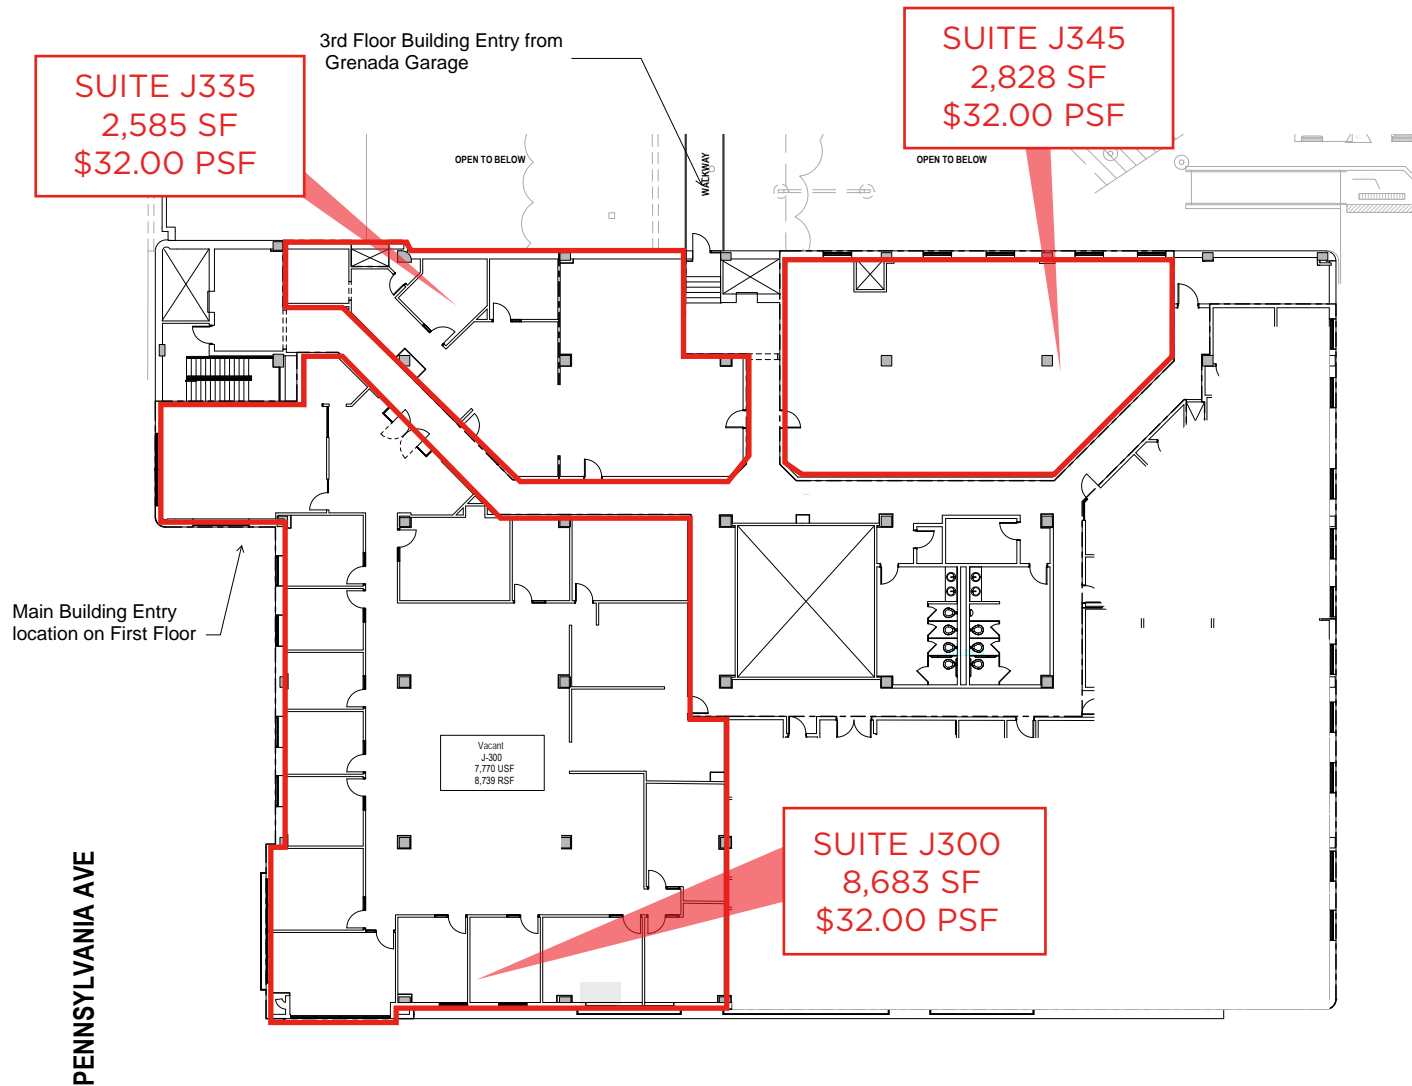 3rd Floor Building Entry from
Grenada Garage
SUITE J335
2,585 SF
$32.00 PSF
SUITE J345
2,828 SF
$32.00 PSF
OPEN TO BELOW
WALKWAY
OPEN TO BELOW
Main Building Entry
location on First Floor
Vacant
J-300
7,770 USF
8,739 RSF
SUITE J300
8,683 SF
$32.00 PSF
PENNSYLVANIA AVE